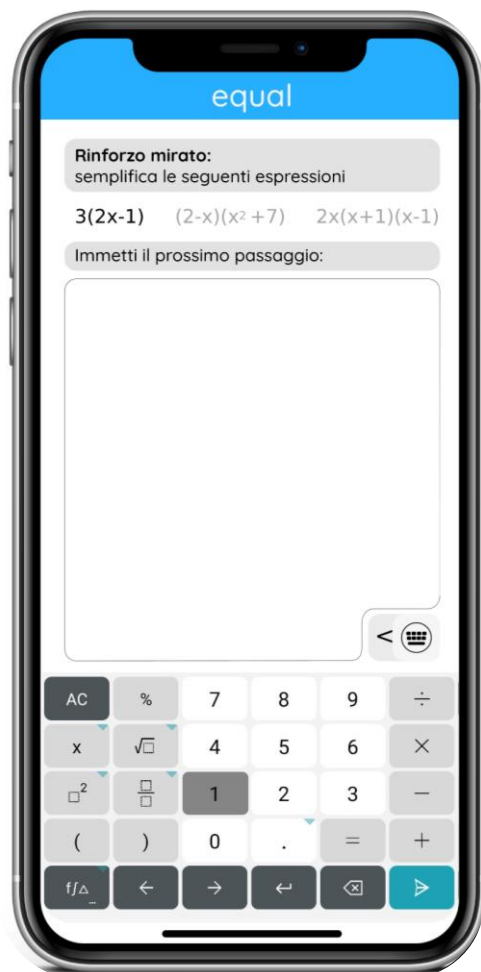 equal
Rinforzo mirato:
semplifica le seguenti espressioni
3(2x-1) (2-x)(x²+7) 2x(x+1)(x-1)
Immetti il prossimo passaggio:
<
AC % 7 8 9 ÷
x √□ 4 5 6 ×
□² □/□ 1 2 3 −
( ) 0 . = +
f∫△ ← → ↵ ⌫